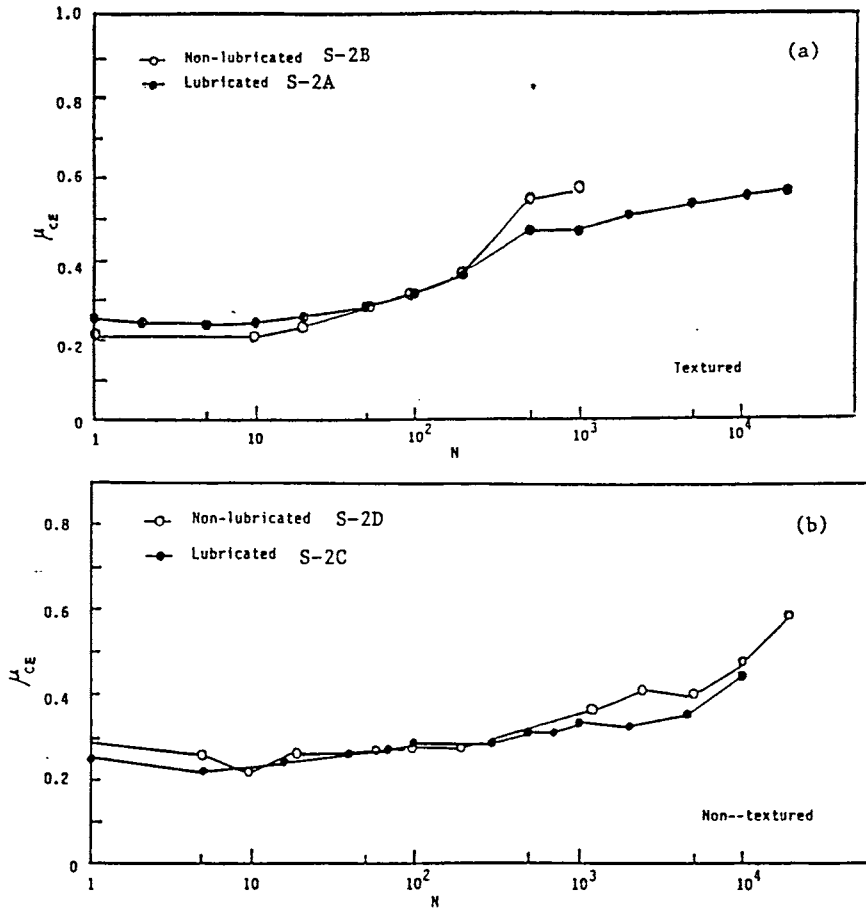 1.0
(a)
Non-lubricated S-2B
Lubricated S-2A
0.8
0.6
μCE
0.4
0.2
Textured
0
1
10
10²
10³
10⁴
N
Non-lubricated S-2D
(b)
0.8
Lubricated S-2C
0.6
μCE
0.4
0.2
Non--textured
0
1
10
10²
10³
10⁴
N